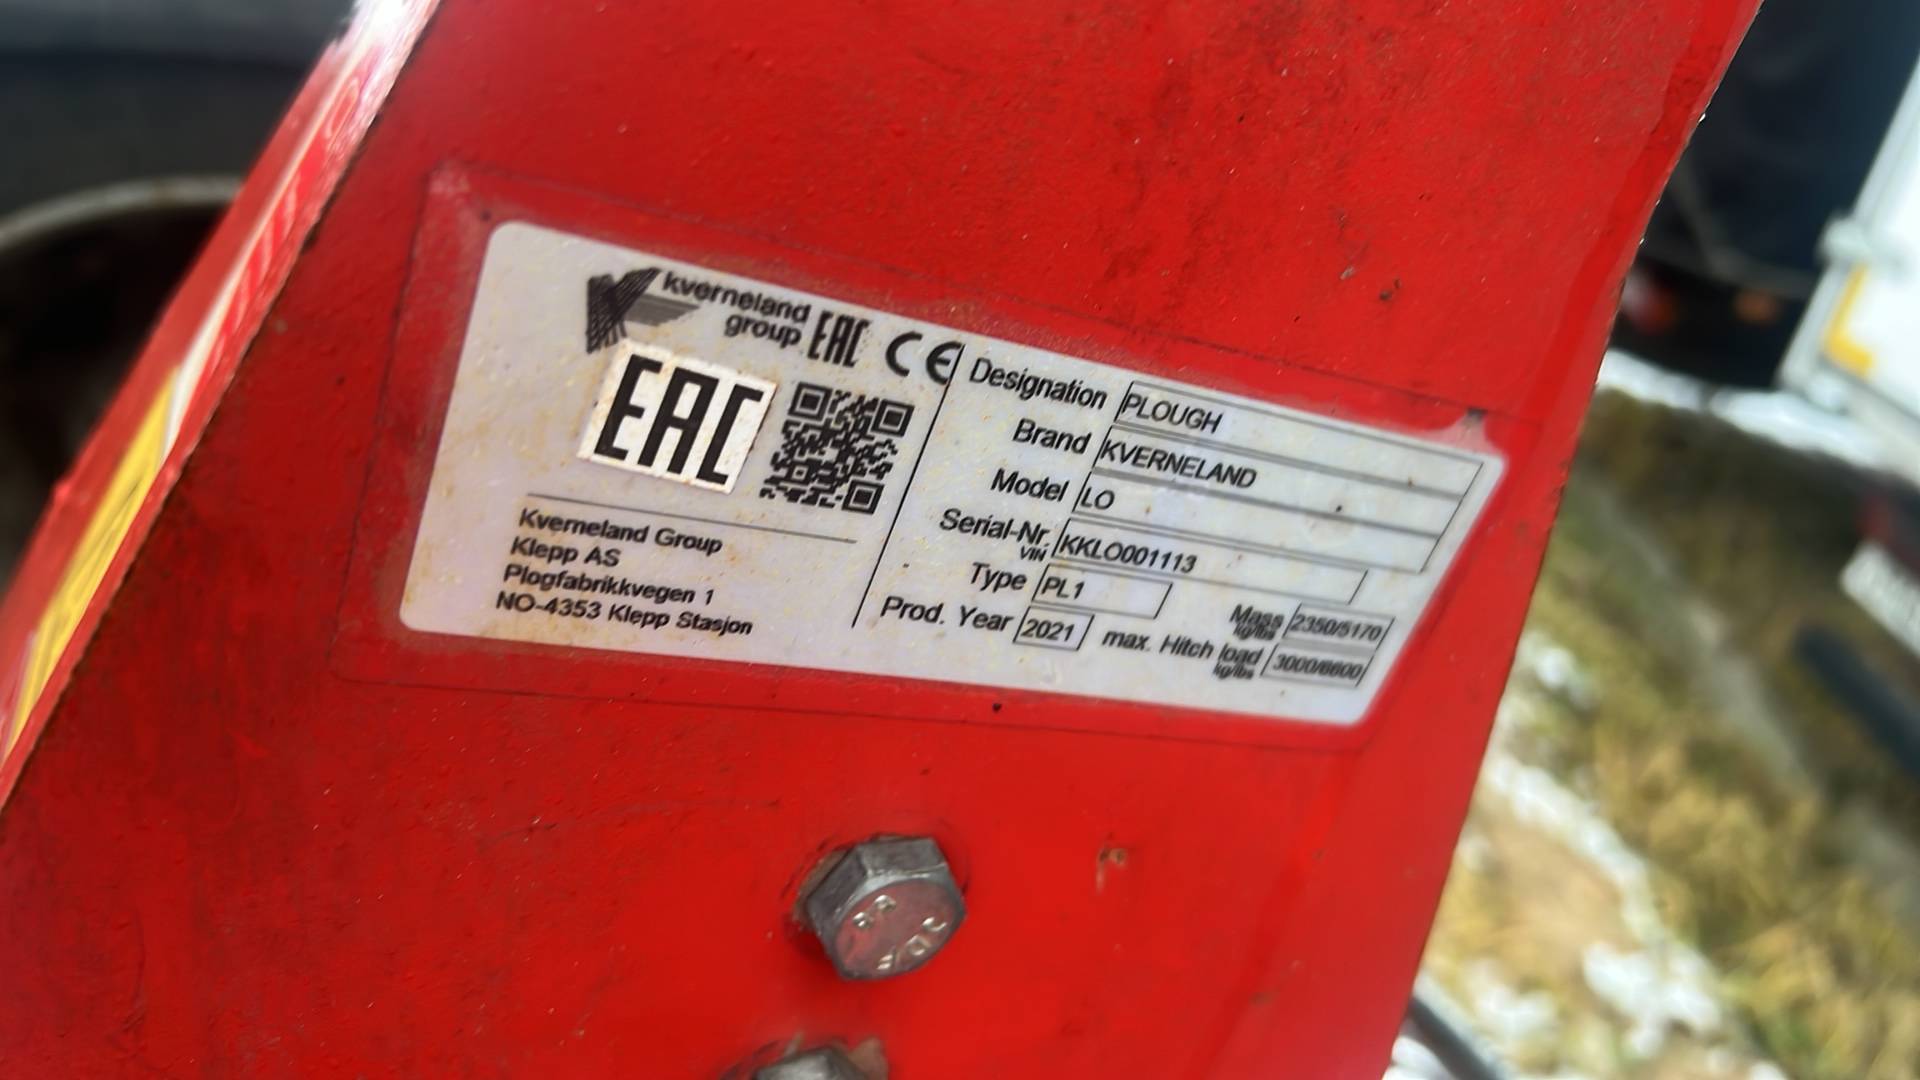 kverneland
group
EAC CE
EAC
Kverneland Group
Klepp AS
Plogfabrikkvegen 1
NO-4353 Klepp Stasjon
Designation PLOUGH
Brand KVERNELAND
Model LO
Serial-Nr. KKLO001113
VIN
Type PL1
Mass 2350/5170
kg/lbs
Prod. Year 2021
max. Hitch load 3000/6600
kg/lbs
8.8